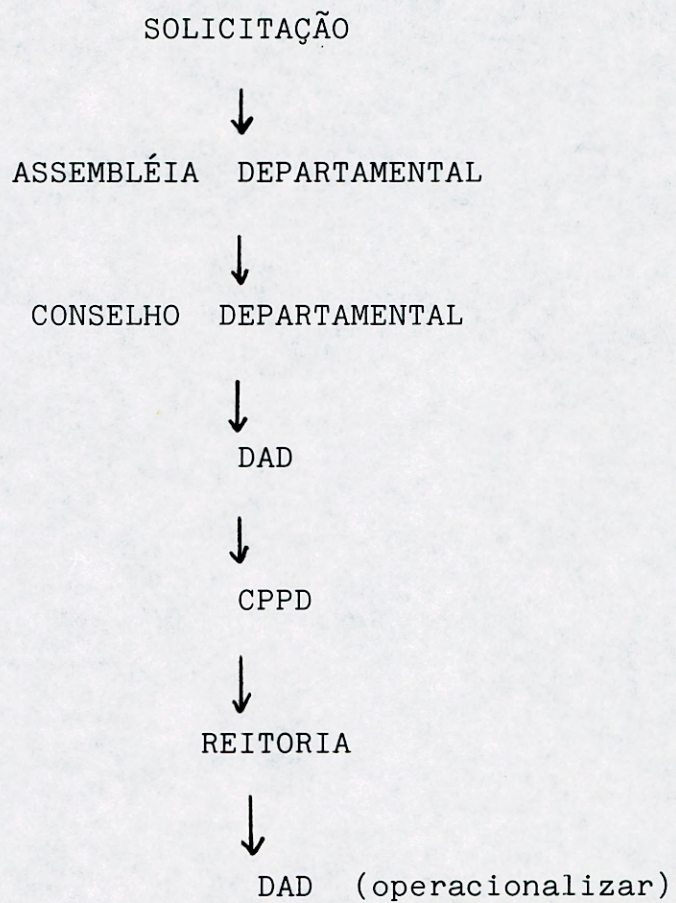 SOLICITAÇÃO
ASSEMBLÉIA DEPARTAMENTAL
CONSELHO DEPARTAMENTAL
DAD
CPPD
REITORIA
DAD (operacionalizar)